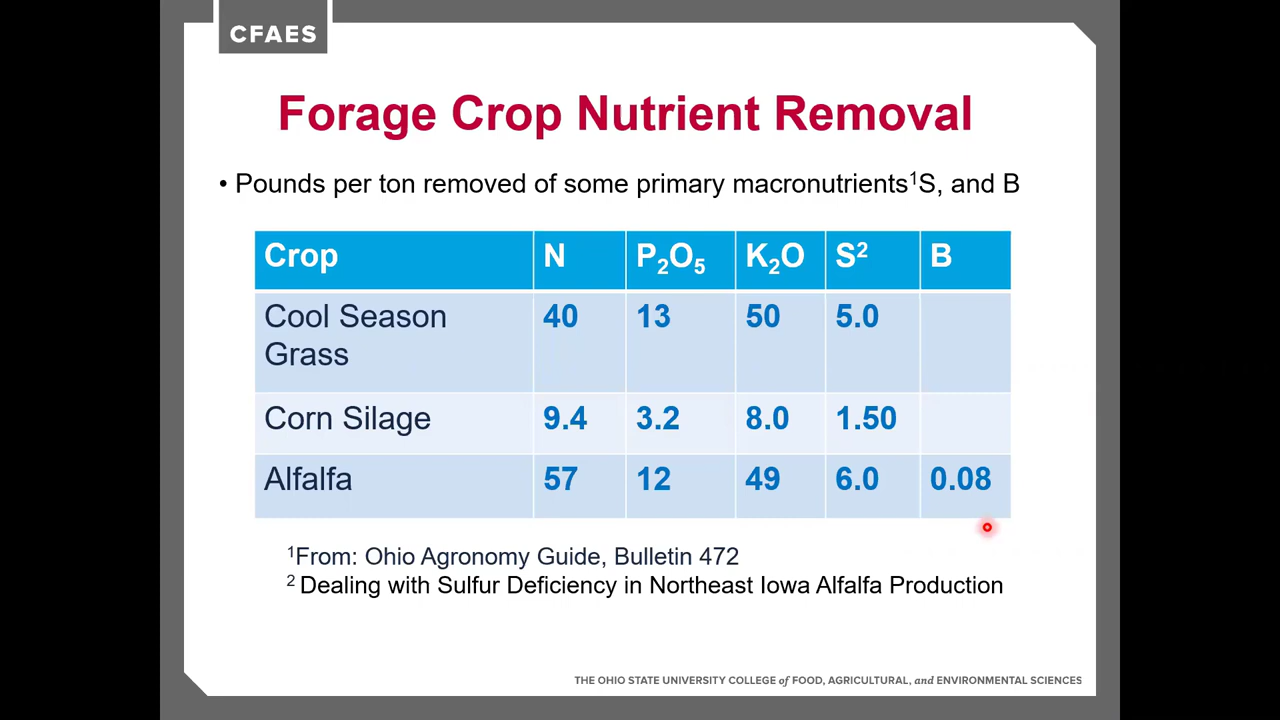 CFAES
Forage Crop Nutrient Removal
• Pounds per ton removed of some primary macronutrients¹S, and B
Crop N P₂O₅ K₂O S² B
Cool Season Grass 40 13 50 5.0
Corn Silage 9.4 3.2 8.0 1.50
Alfalfa 57 12 49 6.0 0.08
¹From: Ohio Agronomy Guide, Bulletin 472
² Dealing with Sulfur Deficiency in Northeast Iowa Alfalfa Production
THE OHIO STATE UNIVERSITY COLLEGE of FOOD, AGRICULTURAL, and ENVIRONMENTAL SCIENCES